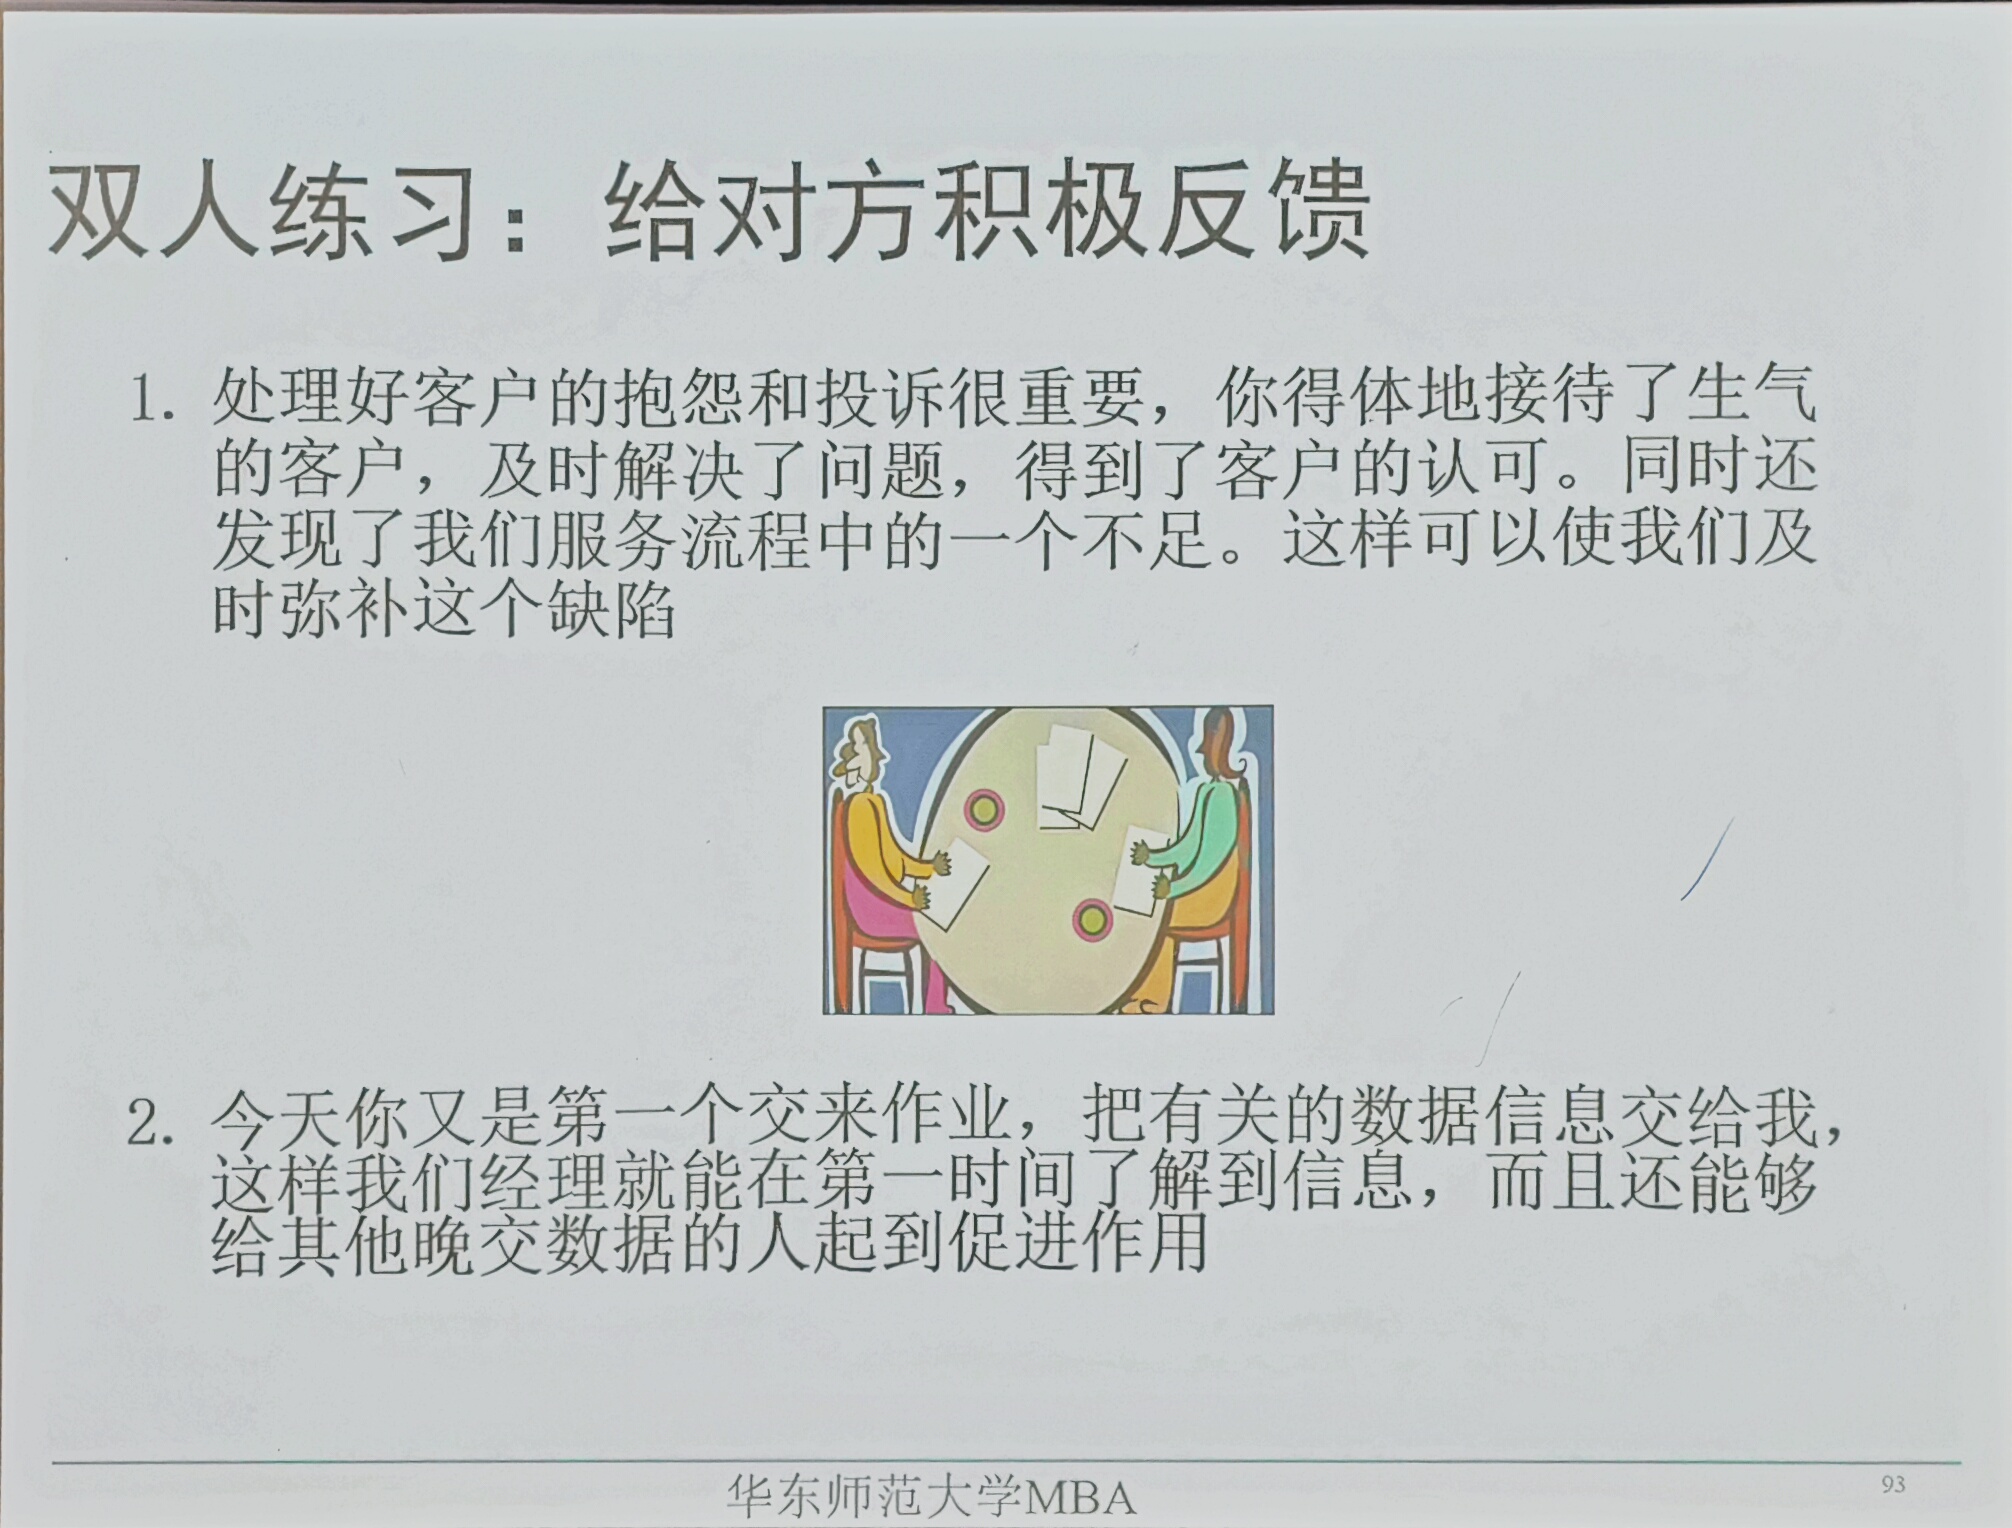 双人练习：给对方积极反馈
1. 处理好客户的抱怨和投诉很重要，你得体地接待了生气
的客户，及时解决了问题，得到了客户的认可。同时还
发现了我们服务流程中的一个不足。这样可以使我们及
时弥补这个缺陷
2. 今天你又是第一个交来作业，把有关的数据信息交给我，
这样我们经理就能在第一时间了解到信息，而且还能够
给其他晚交数据的人起到促进作用
华东师范大学MBA
93